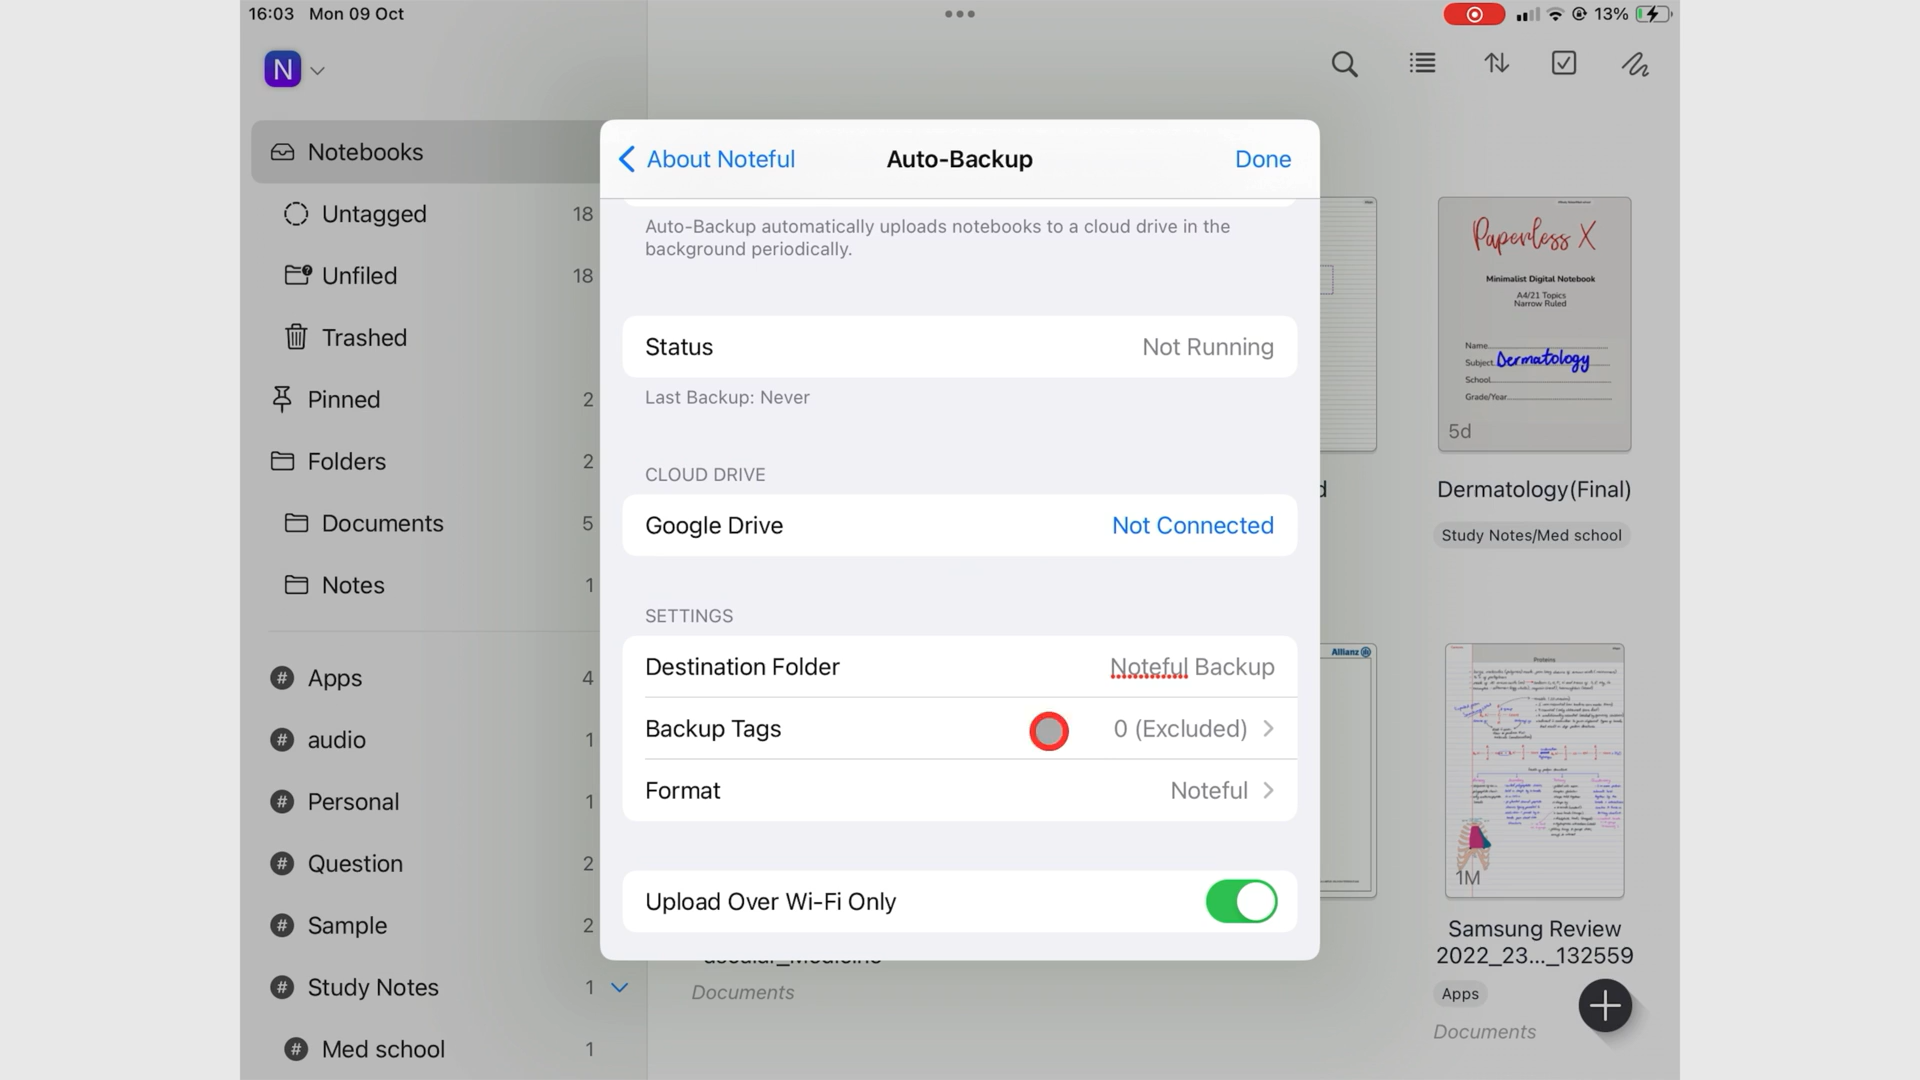 16:03 Mon 09 Oct
13%
N
Notebooks
Untagged 18
Unfiled 18
Trashed
Pinned 2
Folders 2
Documents 5
Notes 1
# Apps 4
# audio 1
# Personal 1
# Question 2
# Sample 2
# Study Notes 1
# Med school 1
About Noteful
Auto-Backup
Done
Auto-Backup automatically uploads notebooks to a cloud drive in the
background periodically.
Status Not Running
Last Backup: Never
CLOUD DRIVE
Google Drive Not Connected
SETTINGS
Destination Folder Noteful Backup
Backup Tags 0 (Excluded)
Format Noteful
Upload Over Wi-Fi Only
Documents
Paperless X
Minimalist Digital Notebook
A4/21 Topics
Narrow Ruled
Name
Subject Dermatology
School
Grade/Year
5d
Dermatology(Final)
Study Notes/Med school
Allianz
Proteins
1M
Samsung Review
2022_23..._132559
Apps
Documents